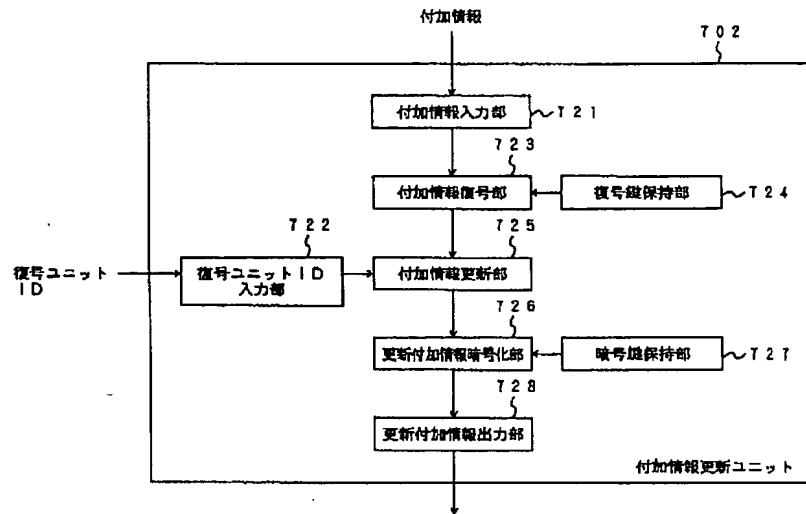 付加情報
702
付加情報入力部
721
723
付加情報復号部
復号鍵保持部
724
722
725
復号ユニット
ID
復号ユニットID
入力部
付加情報更新部
726
更新付加情報暗号化部
暗号鍵保持部
727
728
更新付加情報出力部
付加情報更新ユニット